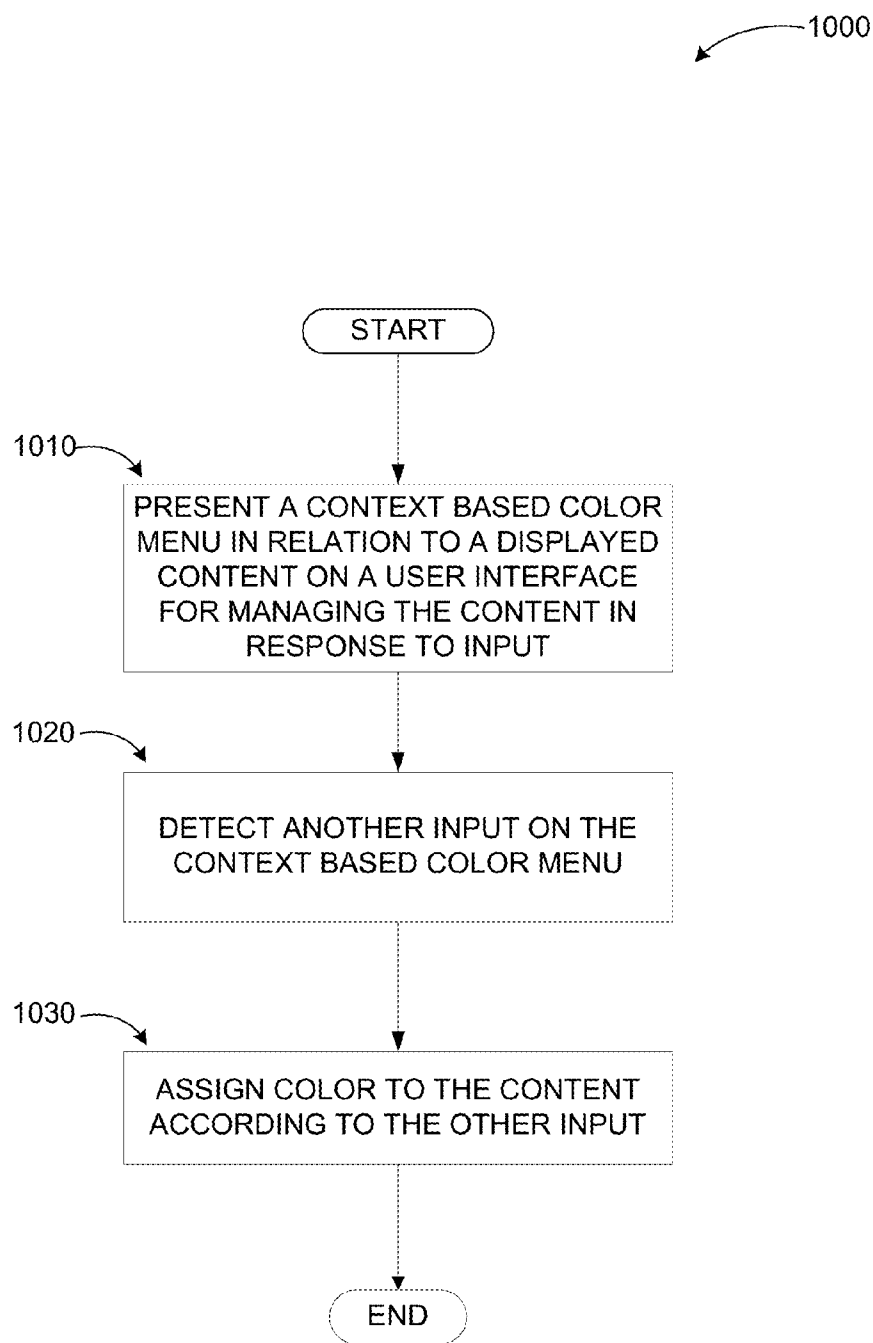 1000
START
1010
PRESENT A CONTEXT BASED COLOR
MENU IN RELATION TO A DISPLAYED
CONTENT ON A USER INTERFACE
FOR MANAGING THE CONTENT IN
RESPONSE TO INPUT
1020
DETECT ANOTHER INPUT ON THE
CONTEXT BASED COLOR MENU.
1030
ASSIGN COLOR TO THE CONTENT
ACCORDING TO THE OTHER INPUT
END